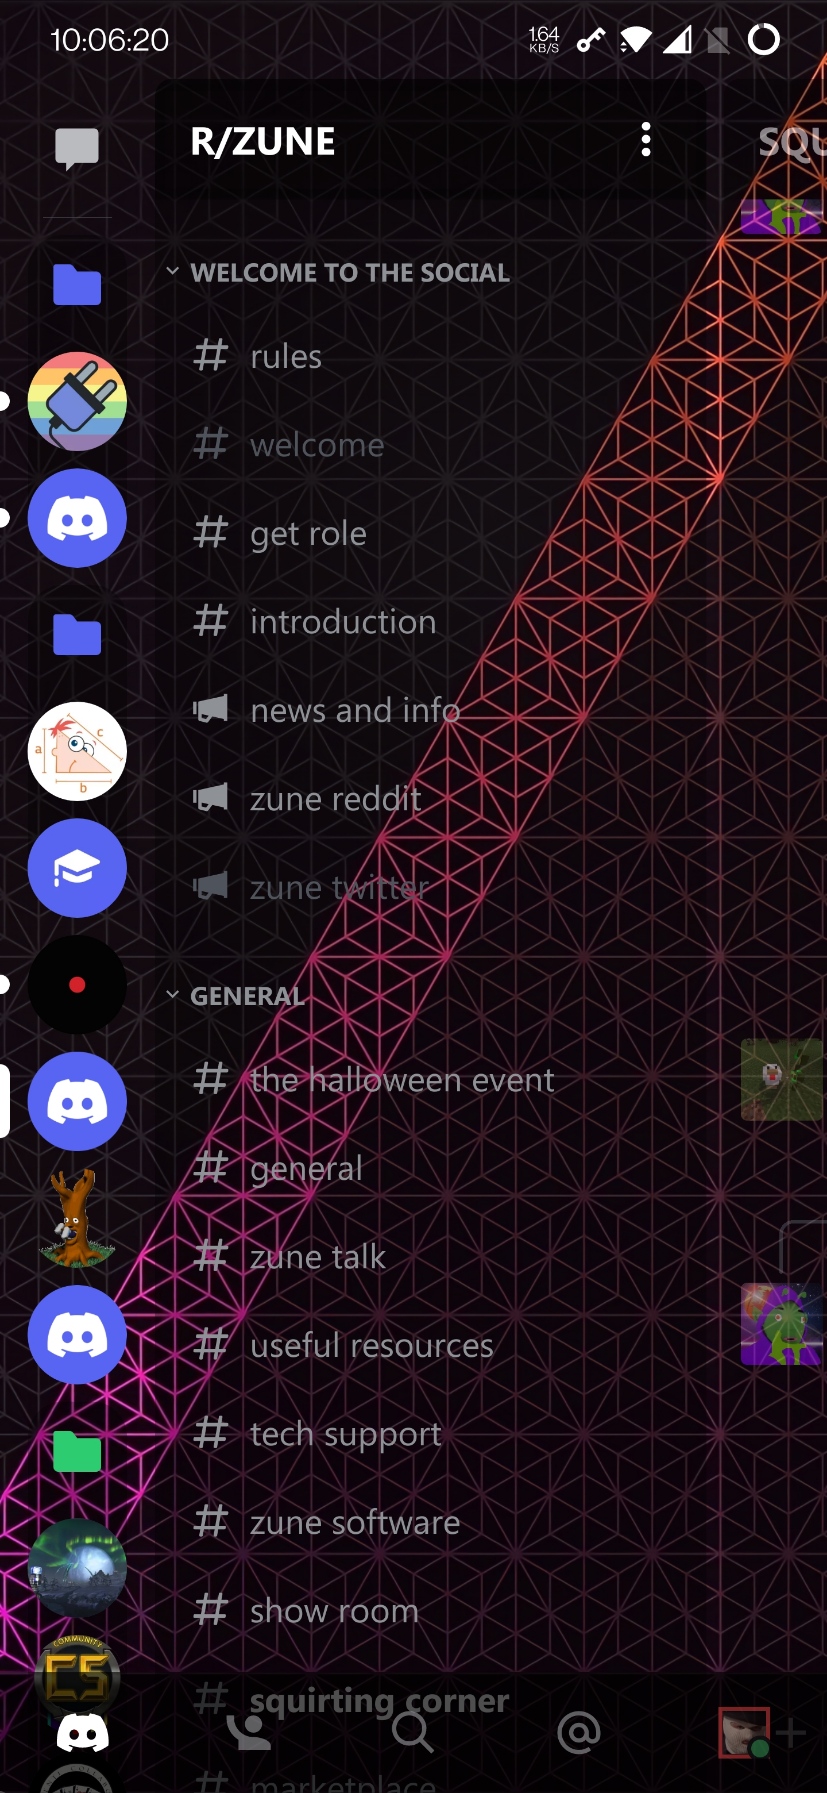 10:06:20
1.64
KB/S
R/ZUNE
SQU
WELCOME TO THE SOCIAL
rules
welcome
get role
introduction
a
c
b
news and info
zune reddit
zune twitter
GENERAL
the halloween event
general
zune talk
useful resources
tech support
zune software
show room
COMMUNITY
squirting corner
marketplace